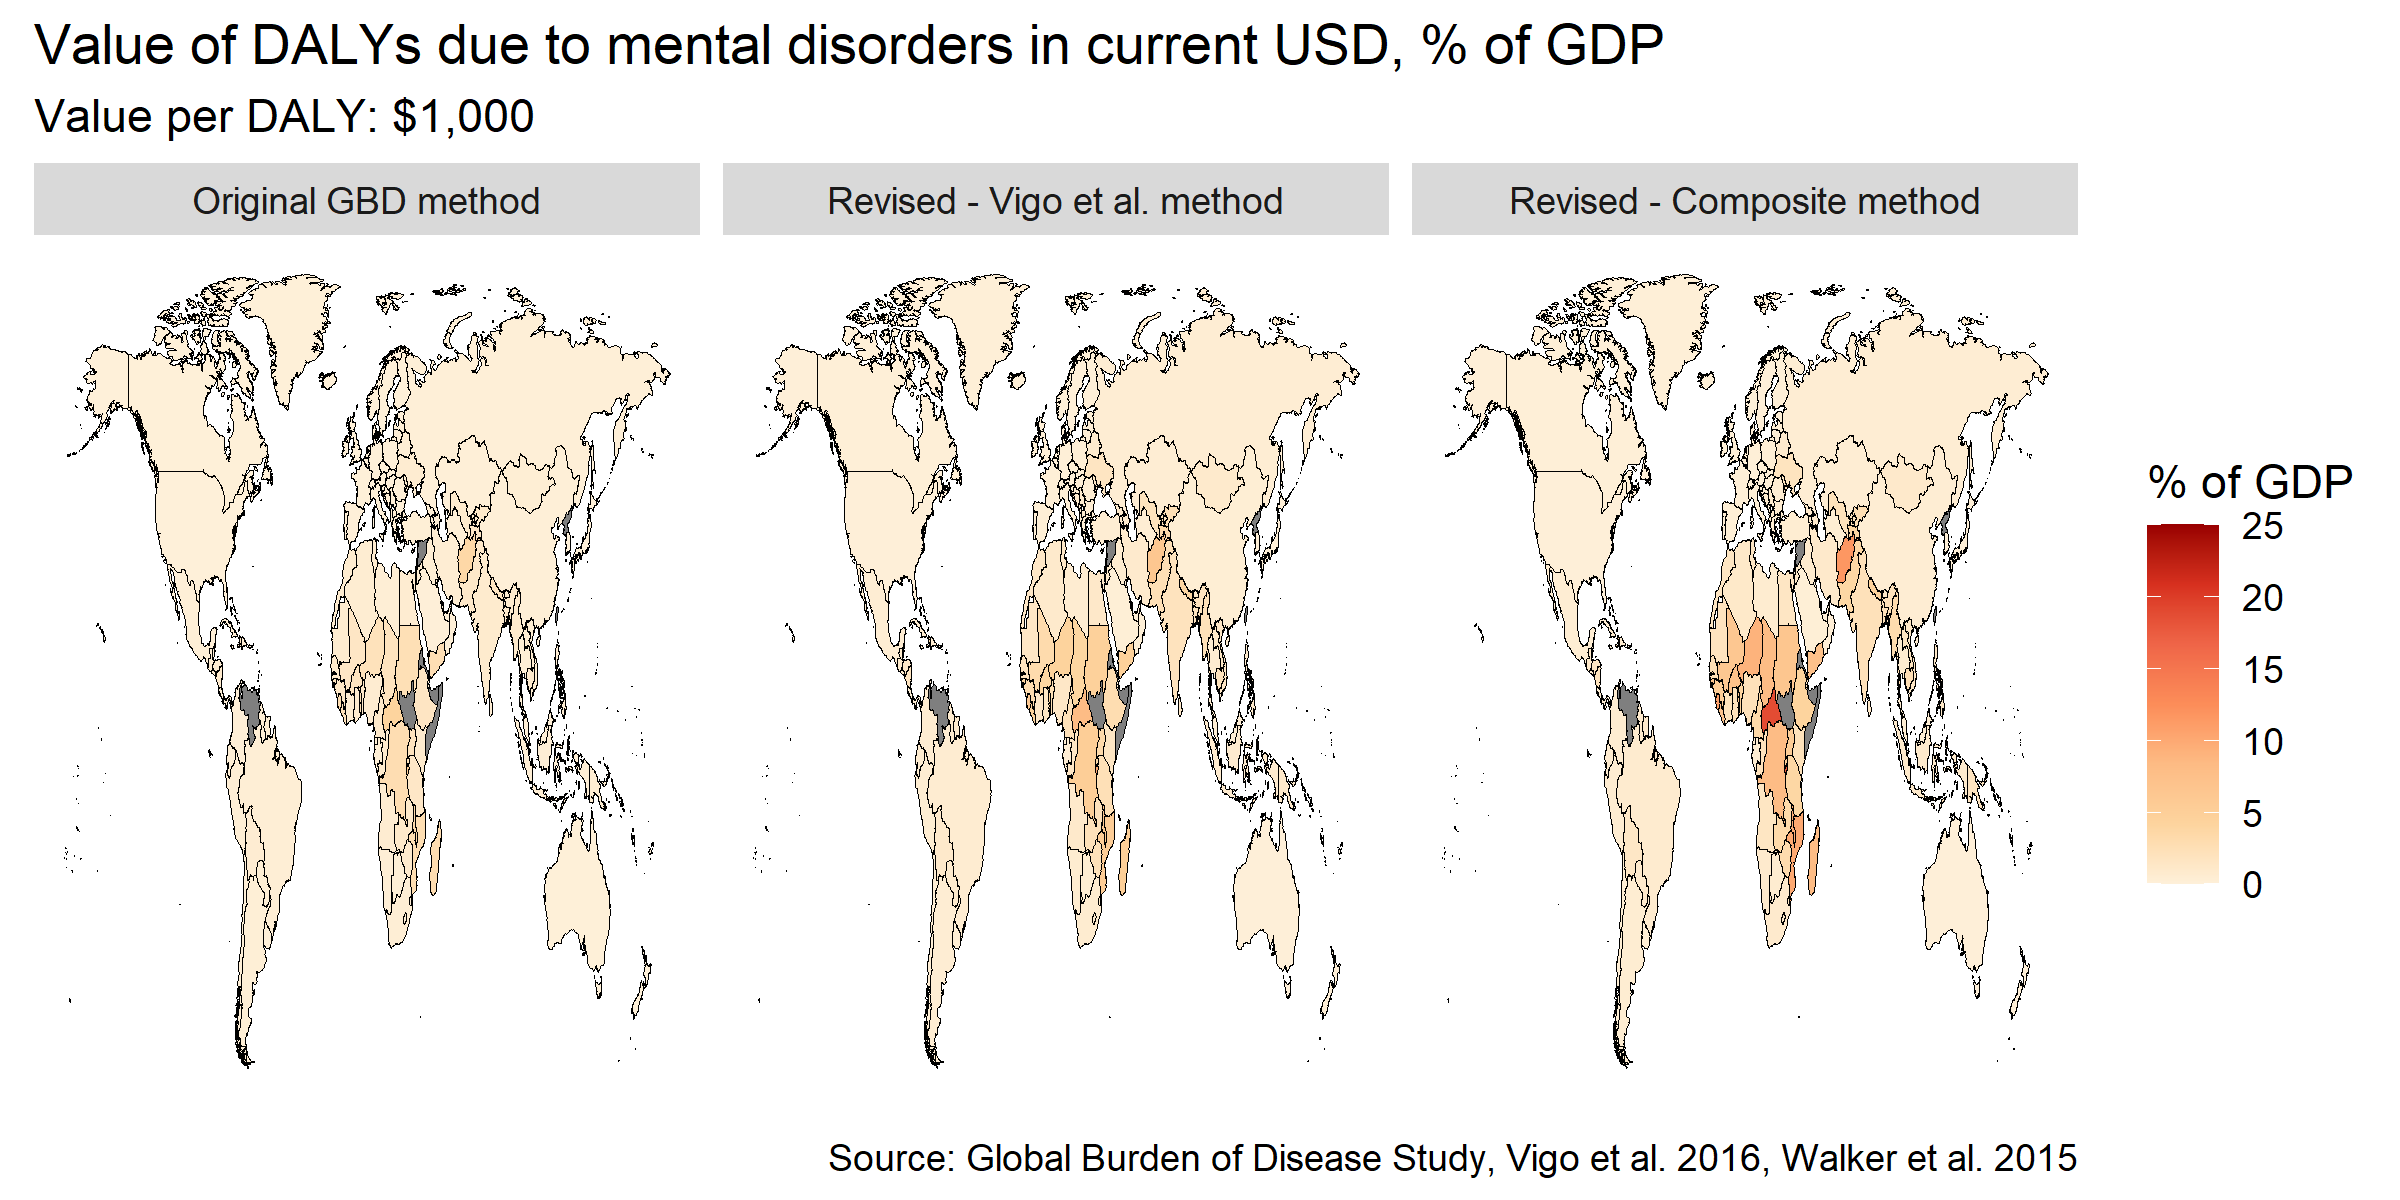 Value of DALYs due to mental disorders in current USD, % of GDP
Value per DALY: $1,000
Original GBD method
Revised - Vigo et al. method
Revised - Composite method
% of GDP
25
20
15
10
5
0
Source: Global Burden of Disease Study, Vigo et al. 2016, Walker et al. 2015